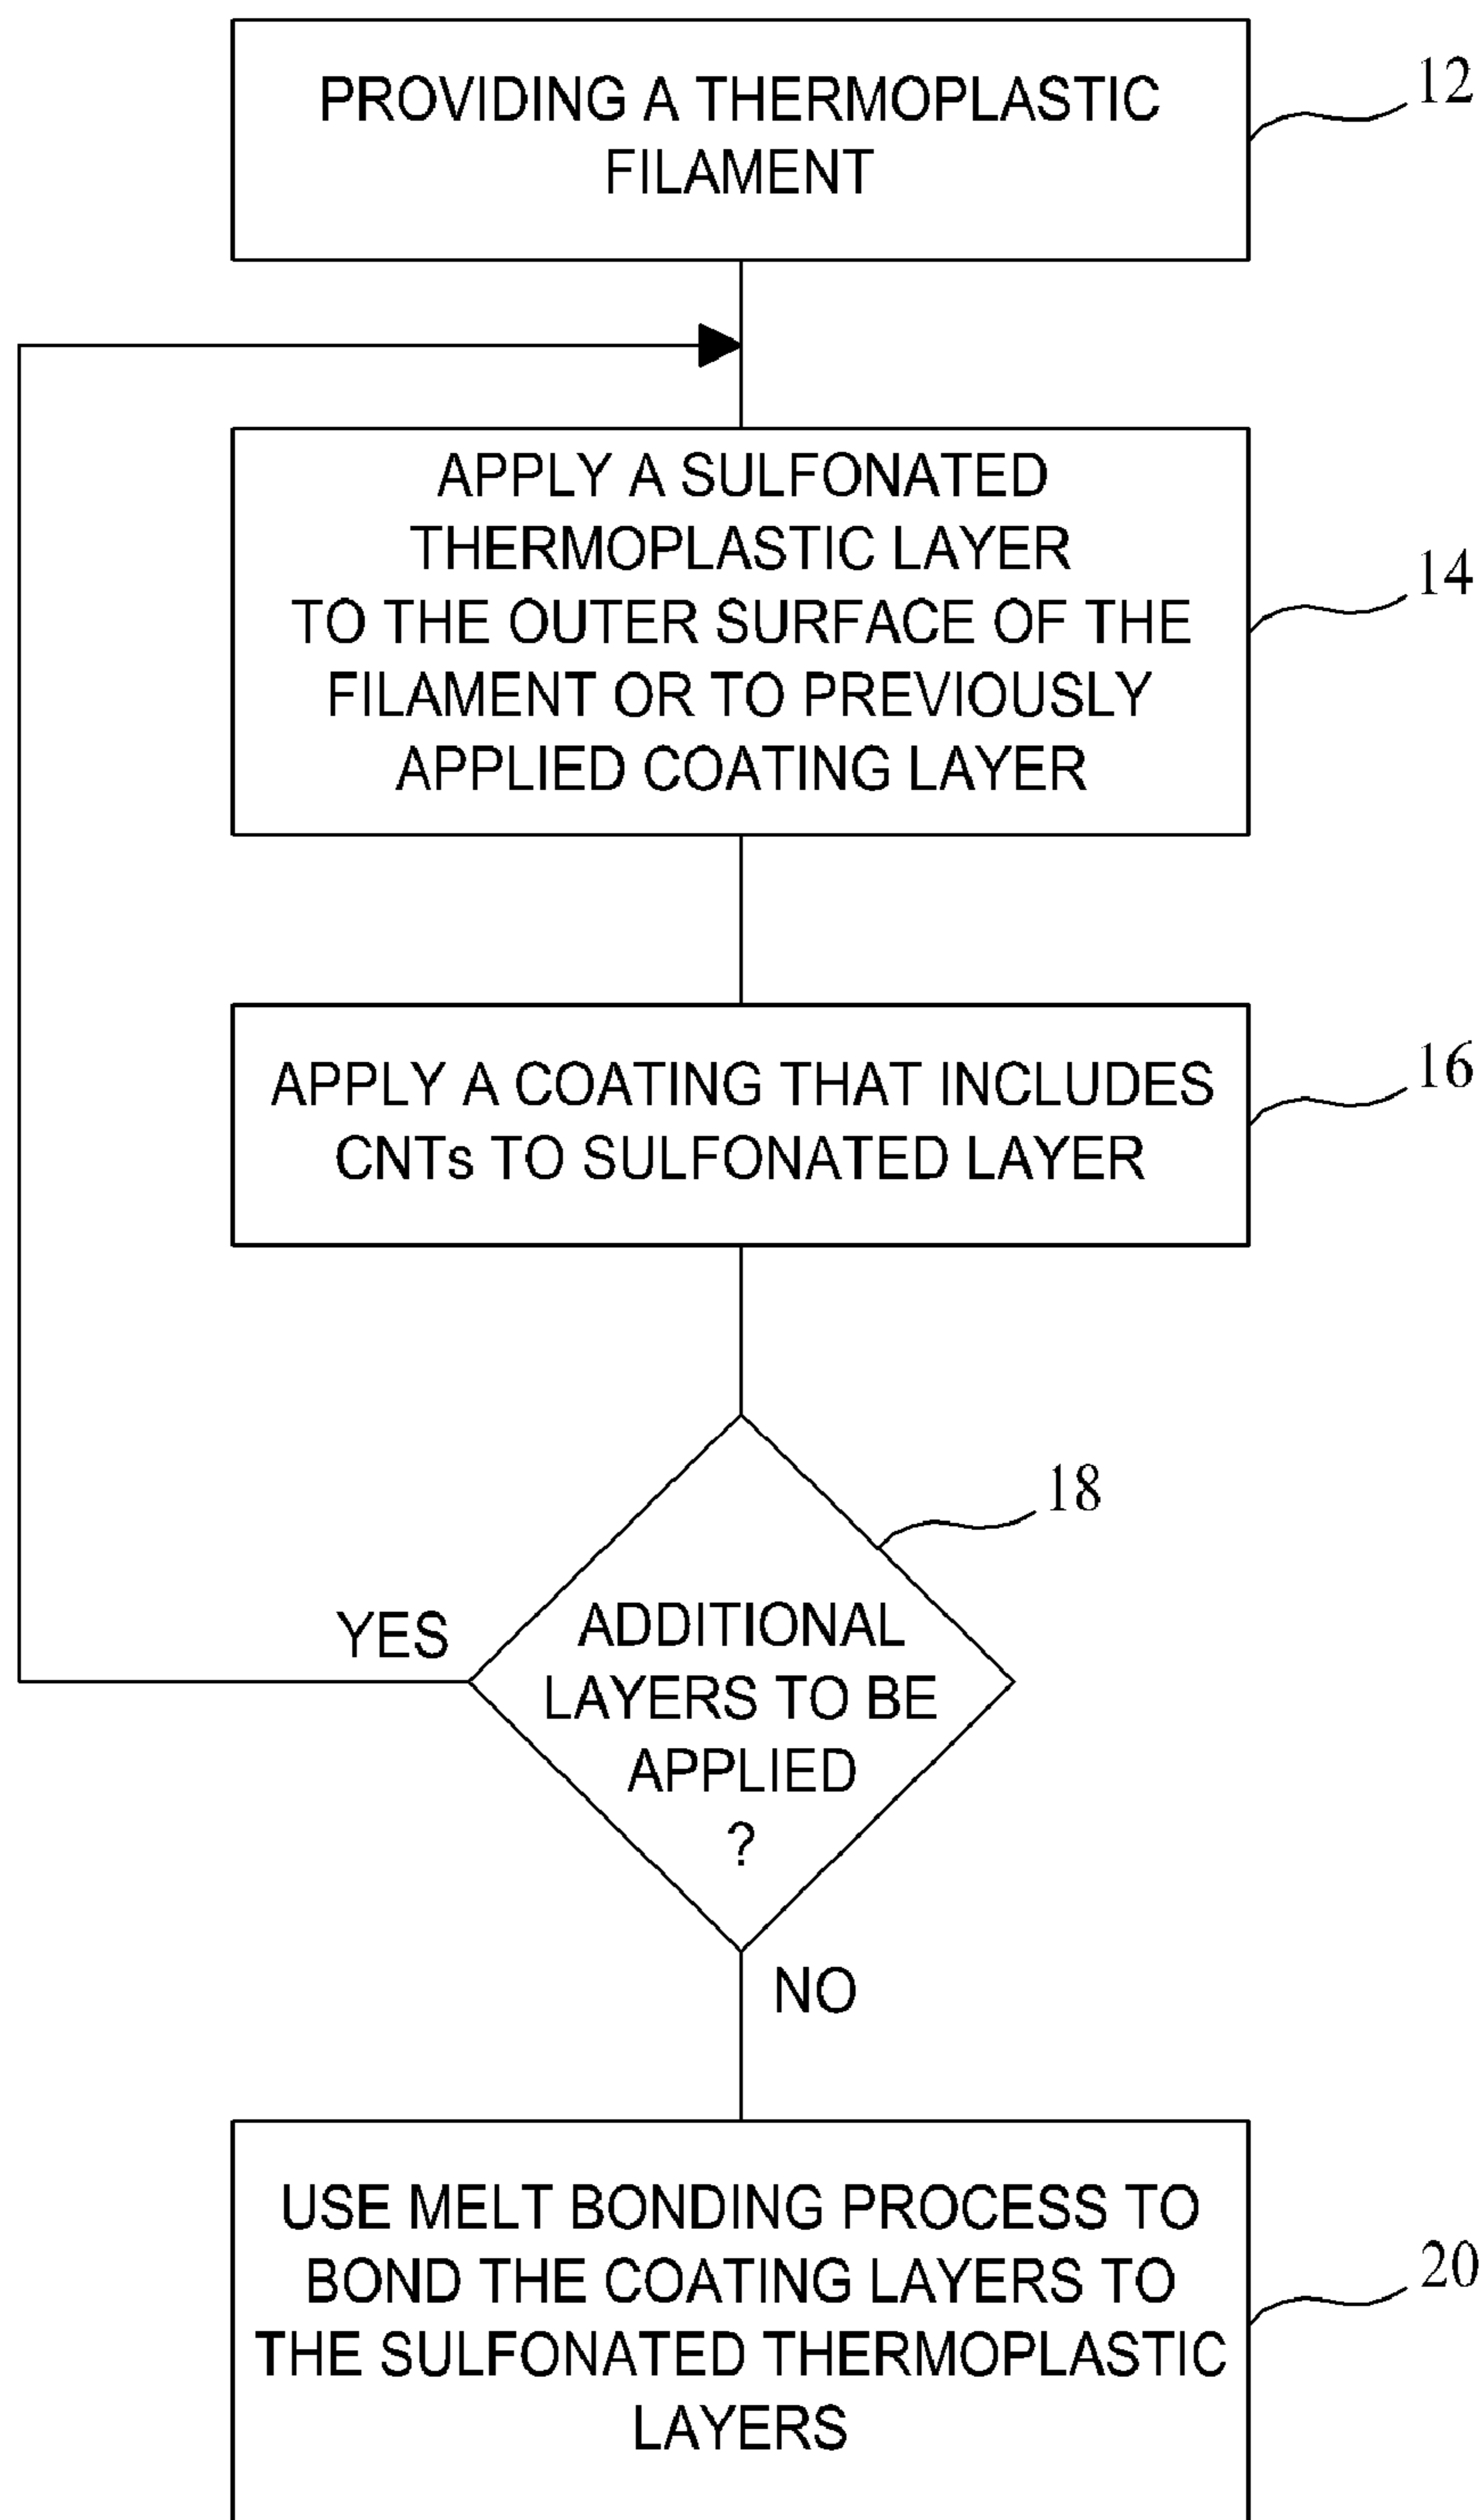 PROVIDING A THERMOPLASTIC
FILAMENT
12
APPLY A SULFONATED
THERMOPLASTIC LAYER
TO THE OUTER SURFACE OF THE
FILAMENT OR TO PREVIOUSLY
APPLIED COATING LAYER
14
APPLY A COATING THAT INCLUDES
CNTs TO SULFONATED LAYER
16
18
ADDITIONAL
LAYERS TO BE
APPLIED
?
YES
NO
USE MELT BONDING PROCESS TO
BOND THE COATING LAYERS TO
THE SULFONATED THERMOPLASTIC
LAYERS
20